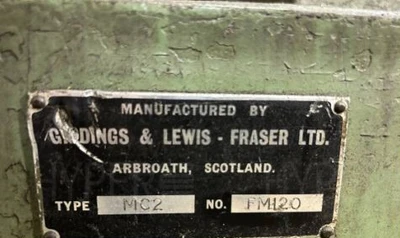 MANUFACTURED BY
GIDDINGS & LEWIS - FRASER LTD.
ARBROATH, SCOTLAND.
TYPE MC2 NO. FM120